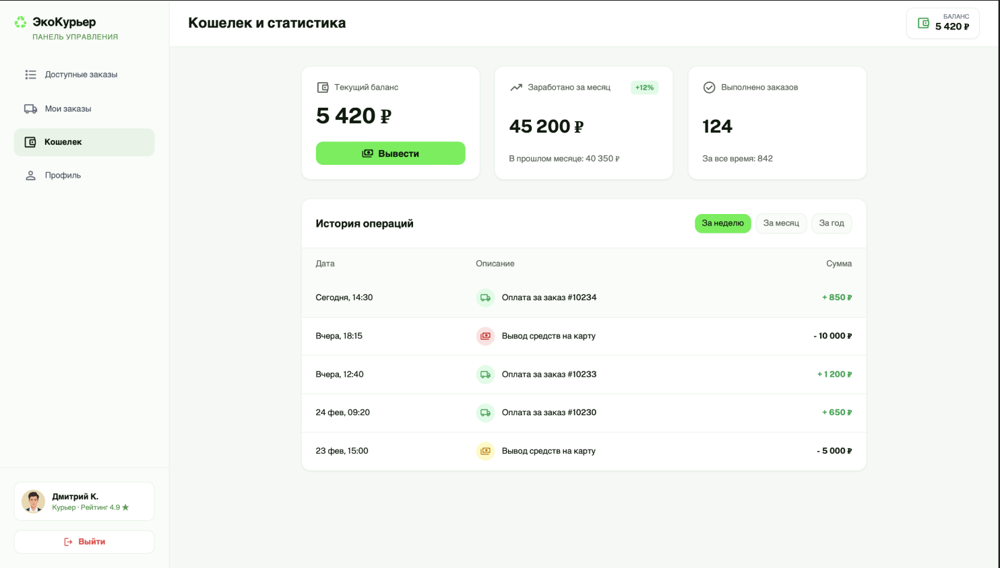 ЭкоКурьер
ПАНЕЛЬ УПРАВЛЕНИЯ
Доступные заказы
Мои заказы
Кошелек
Профиль
Дмитрий К.
Курьер · Рейтинг 4.9 ★
Выйти
Кошелек и статистика
БАЛАНС
5 420 ₽
Текущий баланс
5 420 ₽
Вывести
Заработано за месяц +12%
45 200 ₽
В прошлом месяце: 40 350 ₽
Выполнено заказов
124
За все время: 842
История операций
За неделю За месяц За год
Дата Описание Сумма
Сегодня, 14:30 Оплата за заказ #10234 + 850 ₽
Вчера, 18:15 Вывод средств на карту - 10 000 ₽
Вчера, 12:40 Оплата за заказ #10233 + 1 200 ₽
24 фев, 09:20 Оплата за заказ #10230 + 650 ₽
23 фев, 15:00 Вывод средств на карту - 5 000 ₽